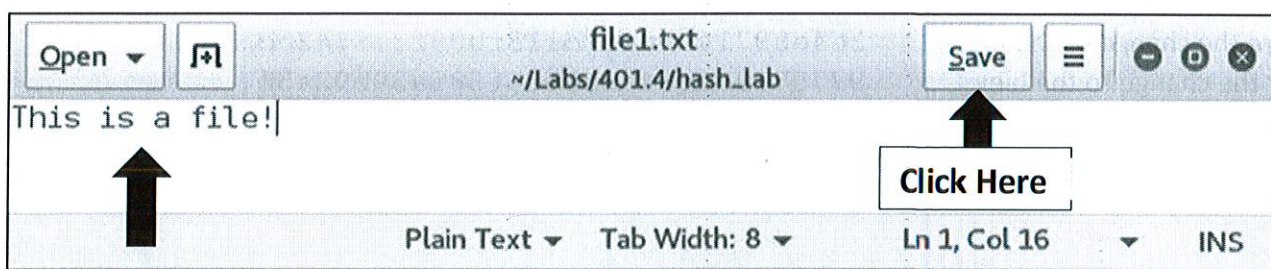 Open
file1.txt
~/Labs/401.4/hash_lab
Save
This is a file!
Click Here
Plain Text
Tab Width: 8
Ln 1, Col 16
INS